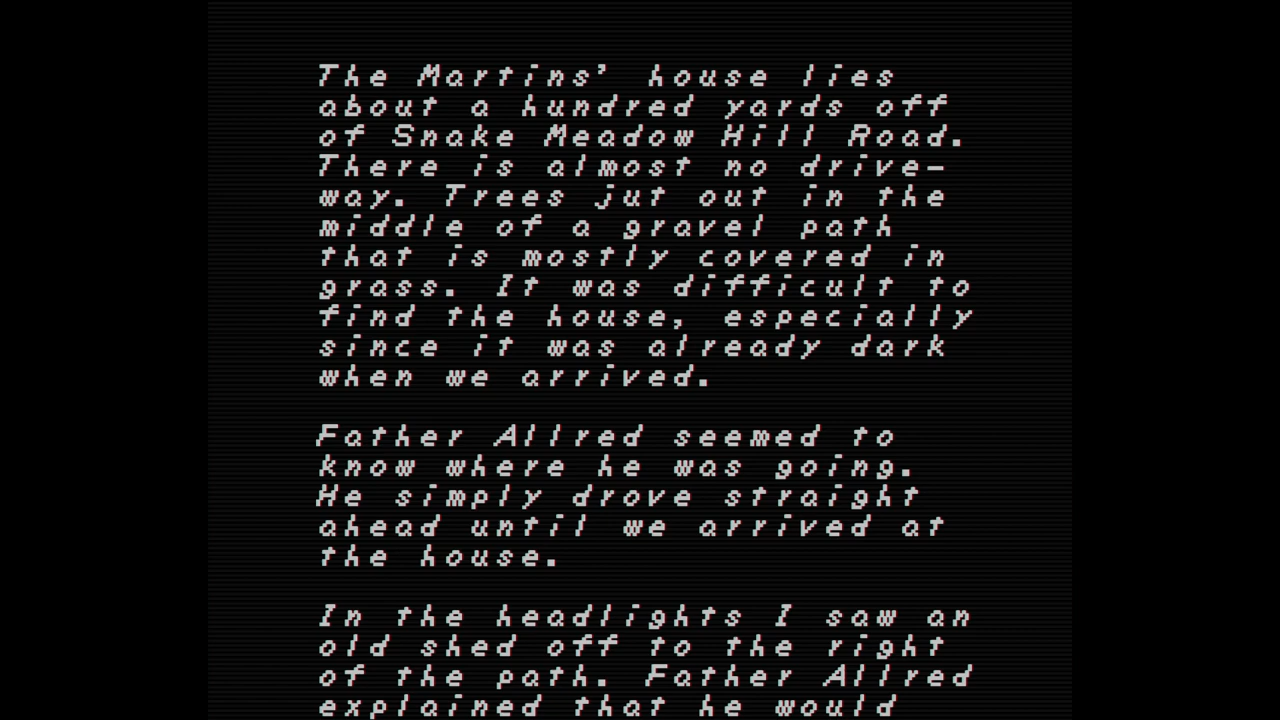 The Martins' house lies
about a hundred yards off
of Snake Meadow Hill Road.
There is almost no drive-
way. Trees jut out in the
middle of a gravel path
that is mostly covered in
grass. It was difficult to
find the house, especially
since it was already dark
when we arrived.
Father Allred seemed to
know where he was going.
He simply drove straight
ahead until we arrived at
the house.
In the headlights I saw an
old shed off to the right
of the path. Father Allred
explained that he would